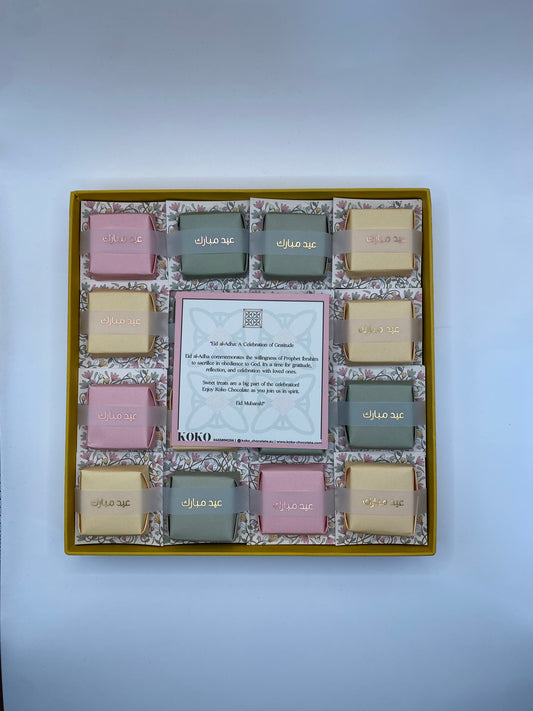 عيد مبارك
عيد مبارك
عيد مبارك
عيد مبارك
عيد مبارك
عيد مبارك
"Eid al-Adha: A Celebration of Gratitude
Eid al-Adha commemorates the willingness of Prophet Ibrahim
to sacrifice in obedience to God. It's a time for gratitude,
reflection, and celebration with loved ones.
Sweet treats are a big part of the celebration!
Enjoy Koko Chocolate as you join us in spirit.
Eid Mubarak!"
عيد مبارك
عيد مبارك
KOKO
عيد مبارك
عيد مبارك
عيد مبارك
عيد مبارك